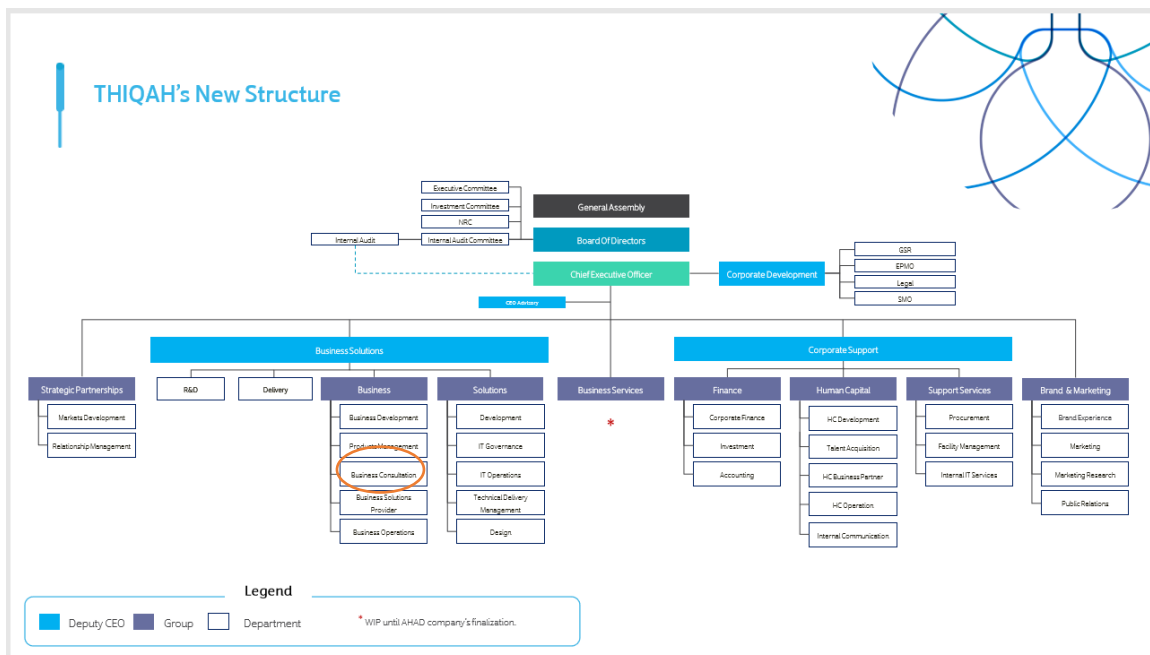 THIQAH's New Structure
Executive Committee
Investment Committee
NRC
Internal Audit
Internal Audit Committee
General Assembly
Board Of Directors
Chief Executive Officer
Corporate Development
GSR
EPMO
Legal
SMO
CEO Advisory
Business Solutions
Corporate Support
Strategic Partnerships
Markets Development
Relationship Management
R&D
Delivery
Business
Business Development
Products Management
Business Consultation
Business Solutions
Provider
Business Operations
Solutions
Development
IT Governance
IT Operations
Technical Delivery
Management
Design
Business Services
*
Finance
Corporate Finance
Investment
Accounting
Human Capital
HC Development
Talent Acquisition
HC Business Partner
HC Operation
Internal Communication
Support Services
Procurement
Facility Management
Internal IT Services
Brand & Marketing
Brand Experience
Marketing
Marketing Research
Public Relations
Legend
Deputy CEO
Group
Department
* WIP until AHAD company's finalization.